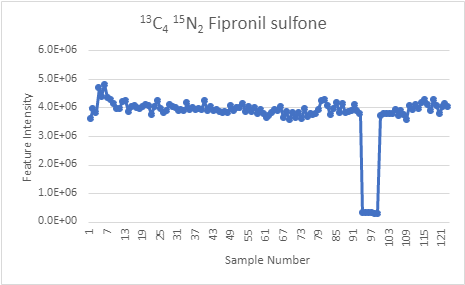 ¹³C₄ ¹⁵N₂ Fipronil sulfone
6.0E+06
5.0E+06
4.0E+06
3.0E+06
2.0E+06
1.0E+06
0.0E+00
Feature Intensity
1 7 13 19 25 31 37 43 49 55 61 67 73 79 85 91 97 103 109 115 121
Sample Number